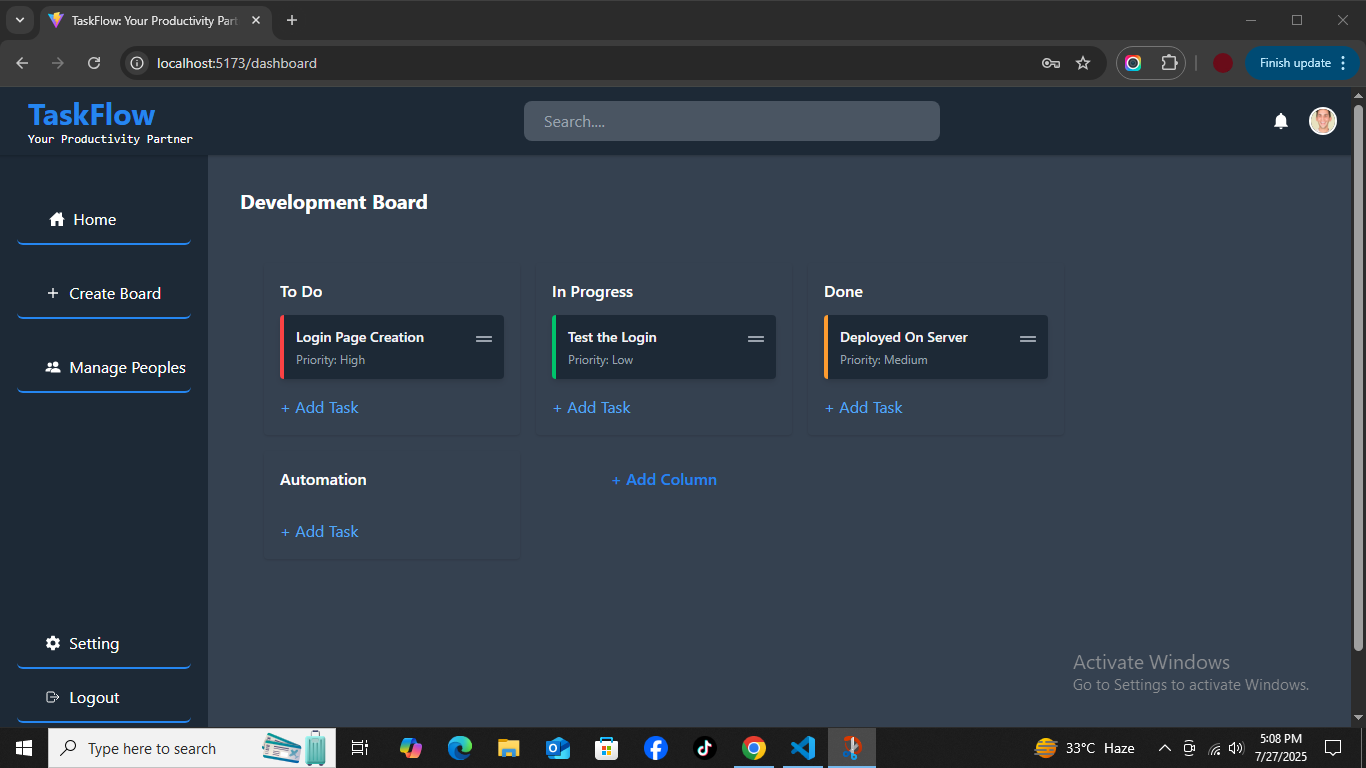 TaskFlow: Your Productivity Part
localhost:5173/dashboard
Finish update
TaskFlow
Your Productivity Partner
Search....
Home
Create Board
Manage Peoples
Setting
Logout
Development Board
To Do
Login Page Creation
Priority: High
+ Add Task
In Progress
Test the Login
Priority: Low
+ Add Task
Done
Deployed On Server
Priority: Medium
+ Add Task
Automation
+ Add Task
+ Add Column
Activate Windows
Go to Settings to activate Windows.
Type here to search
33°C Haze
5:08 PM
7/27/2025